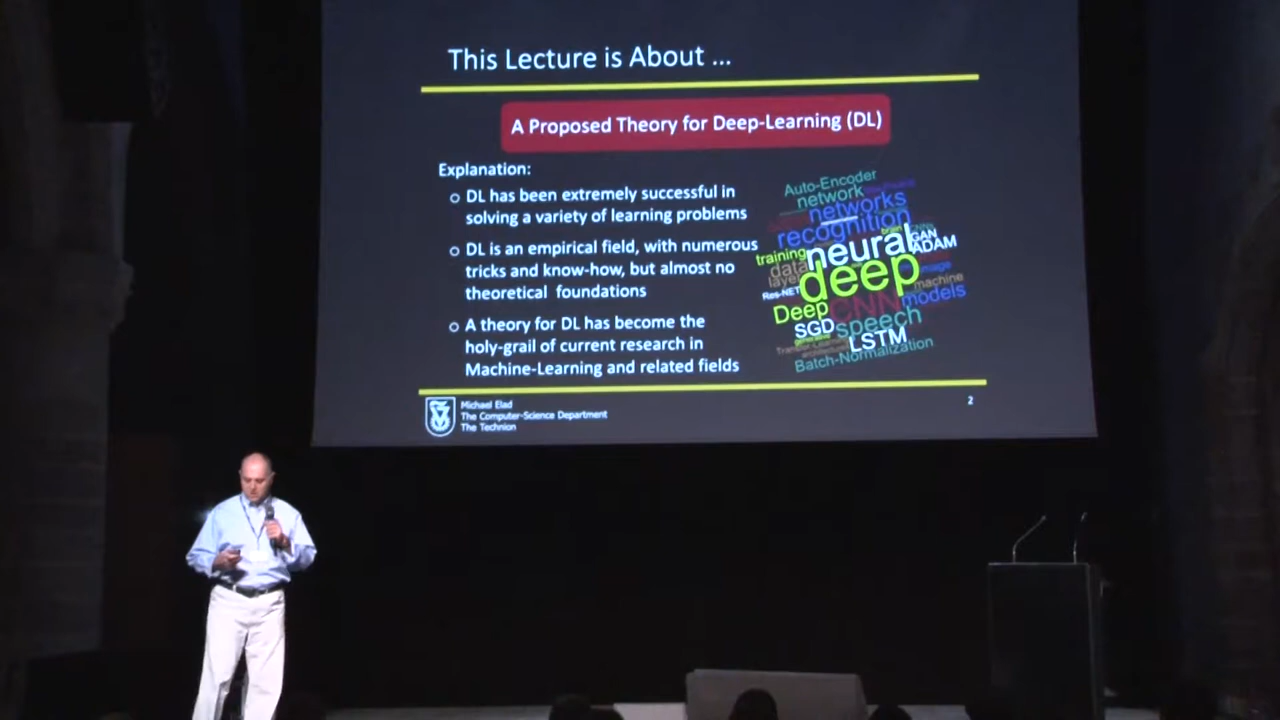 This Lecture is About ...
A Proposed Theory for Deep-Learning (DL)
Explanation:
DL has been extremely successful in
solving a variety of learning problems
DL is an empirical field, with numerous
tricks and know-how, but almost no
theoretical foundations
A theory for DL has become the
holy-grail of current research in
Machine-Learning and related fields
Auto-Encoder
network
networks
recognition
neural
GAN
ADAM
training
data
layer
deep
image
machine
Res-NET
Deep
CNN
models
SGD
speech
LSTM
Batch-Normalization
Michael Elad
The Computer-Science Department
The Technion
2